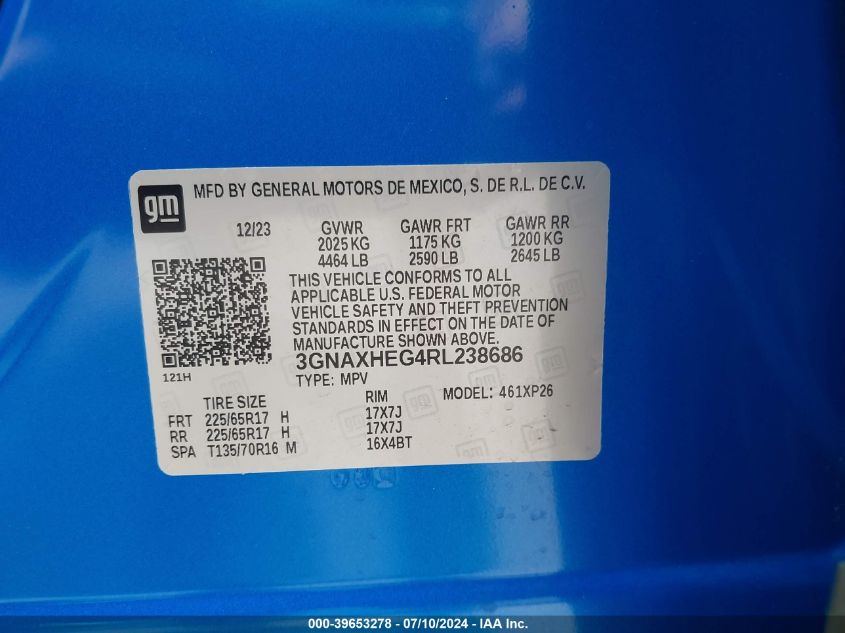 gm
MFD BY GENERAL MOTORS DE MEXICO, S. DE R.L. DE C.V.
12/23 GVWR GAWR FRT GAWR RR
2025 KG 1175 KG 1200 KG
4464 LB 2590 LB 2645 LB
THIS VEHICLE CONFORMS TO ALL
APPLICABLE U.S. FEDERAL MOTOR
VEHICLE SAFETY AND THEFT PREVENTION
STANDARDS IN EFFECT ON THE DATE OF
MANUFACTURE SHOWN ABOVE.
3GNAXHEG4RL238686
121H
TYPE: MPV MODEL: 461XP26
TIRE SIZE RIM
FRT 225/65R17 H 17X7J
RR 225/65R17 H 17X7J
SPA T135/70R16 M 16X4BT
000-39653278 - 07/10/2024 - IAA Inc.